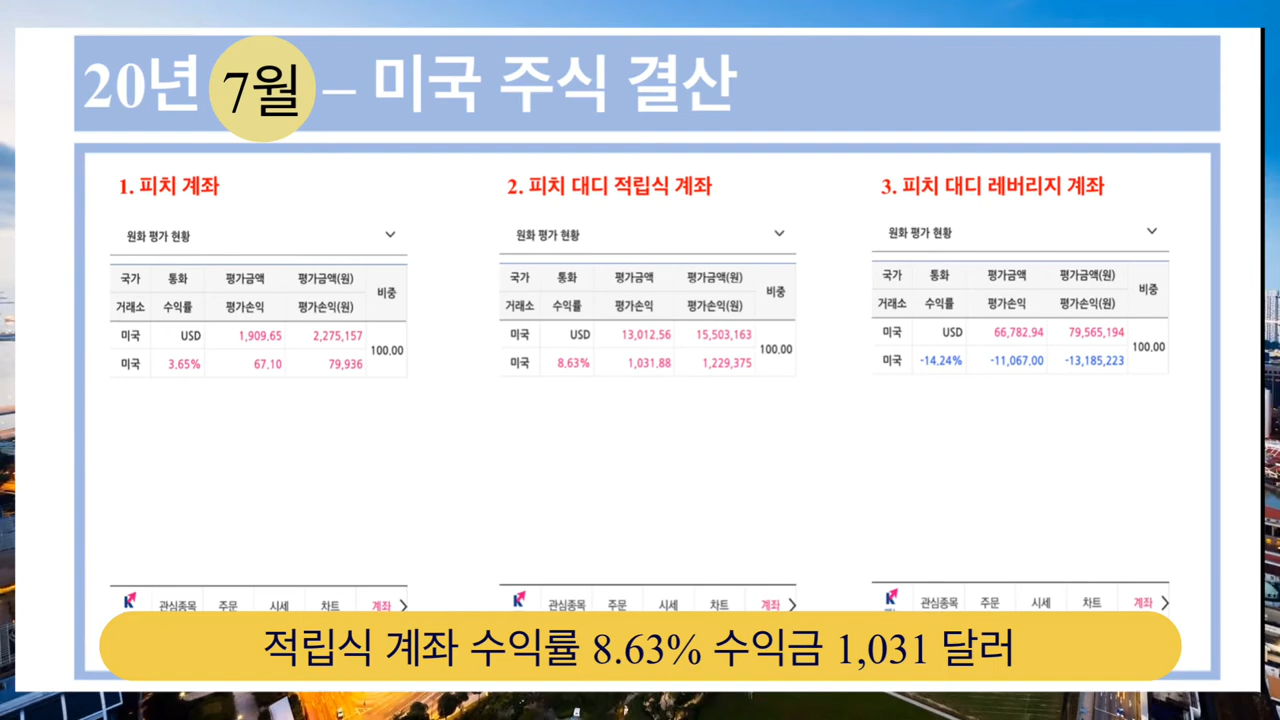 20년 7월 – 미국 주식 결산
1. 피치 계좌
원화 평가 현황
국가 통화 평가금액 평가금액(원) 비중
거래소 수익률 평가손익 평가손익(원)
미국 USD 1,909.65 2,275,157 100.00
미국 3.65% 67.10 79,936
관심종목 주문 시세 차트 계좌
2. 피치 대디 적립식 계좌
원화 평가 현황
국가 통화 평가금액 평가금액(원) 비중
거래소 수익률 평가손익 평가손익(원)
미국 USD 13,012.56 15,503,163 100.00
미국 8.63% 1,031.88 1,229,375
관심종목 주문 시세 차트 계좌
3. 피치 대디 레버리지 계좌
원화 평가 현황
국가 통화 평가금액 평가금액(원) 비중
거래소 수익률 평가손익 평가손익(원)
미국 USD 66,782.94 79,565,194 100.00
미국 -14.24% -11,067.00 -13,185,223
관심종목 주문 시세 차트 계좌
적립식 계좌 수익률 8.63% 수익금 1,031 달러